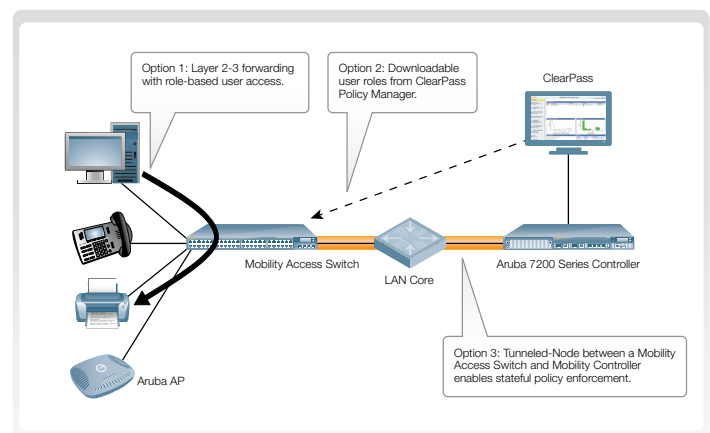 Option 1: Layer 2-3 forwarding
with role-based user access.
Option 2: Downloadable
user roles from ClearPass
Policy Manager.
ClearPass
Mobility Access Switch
LAN Core
Aruba 7200 Series Controller
Aruba AP
Option 3: Tunneled-Node between a Mobility
Access Switch and Mobility Controller
enables stateful policy enforcement.